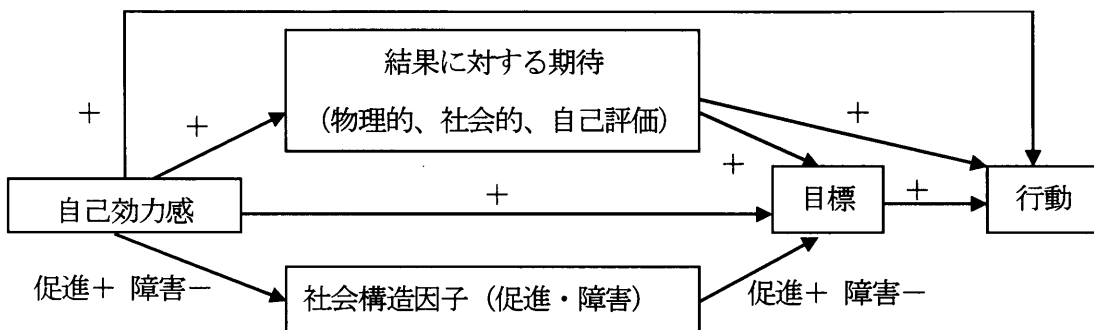 結果に対する期待
(物理的、社会的、自己評価)
+
+
+
+
+
+
自己効力感
目標
行動
促進+ 障害-
社会構造因子(促進・障害)
促進+ 障害-